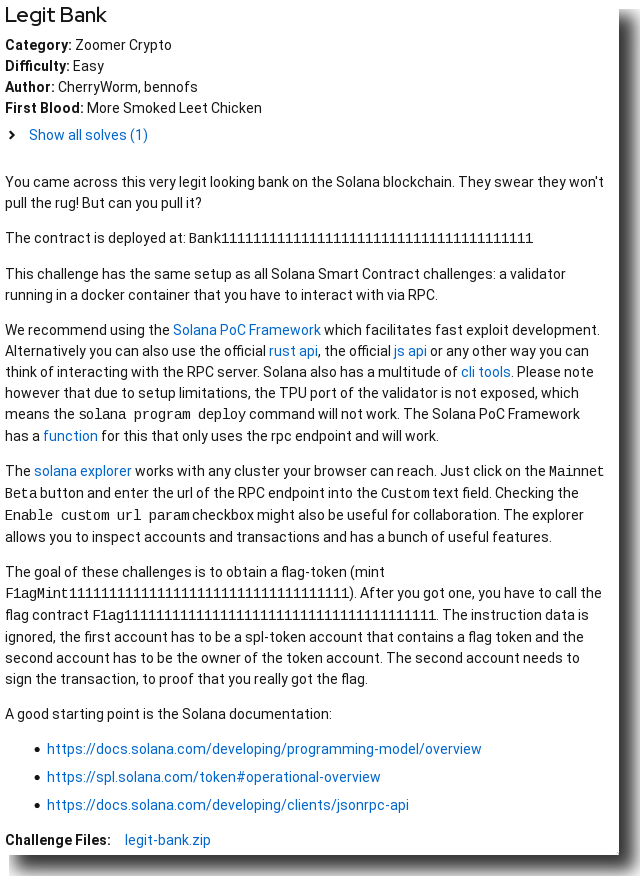 Legit Bank
Category: Zoomer Crypto
Difficulty: Easy
Author: CherryWorm, bennofs
First Blood: More Smoked Leet Chicken
Show all solves (1)
You came across this very legit looking bank on the Solana blockchain. They swear they won't
pull the rug! But can you pull it?
The contract is deployed at: Bank111111111111111111111111111111111111111
This challenge has the same setup as all Solana Smart Contract challenges: a validator
running in a docker container that you have to interact with via RPC.
We recommend using the Solana PoC Framework which facilitates fast exploit development.
Alternatively you can also use the official rust api, the official js api or any other way you can
think of interacting with the RPC server. Solana also has a multitude of cli tools. Please note
however that due to setup limitations, the TPU port of the validator is not exposed, which
means the solana program deploy command will not work. The Solana PoC Framework
has a function for this that only uses the rpc endpoint and will work.
The solana explorer works with any cluster your browser can reach. Just click on the Mainnet
Beta button and enter the url of the RPC endpoint into the Custom text field. Checking the
Enable custom url param checkbox might also be useful for collaboration. The explorer
allows you to inspect accounts and transactions and has a bunch of useful features.
The goal of these challenges is to obtain a flag-token (mint
F1agMint11111111111111111111111111111111111). After you got one, you have to call the
flag contract F1ag111111111111111111111111111111111111111. The instruction data is
ignored, the first account has to be a spl-token account that contains a flag token and the
second account has to be the owner of the token account. The second account needs to
sign the transaction, to proof that you really got the flag.
A good starting point is the Solana documentation:
• https://docs.solana.com/developing/programming-model/overview
• https://spl.solana.com/token#operational-overview
• https://docs.solana.com/developing/clients/jsonrpc-api
Challenge Files: legit-bank.zip